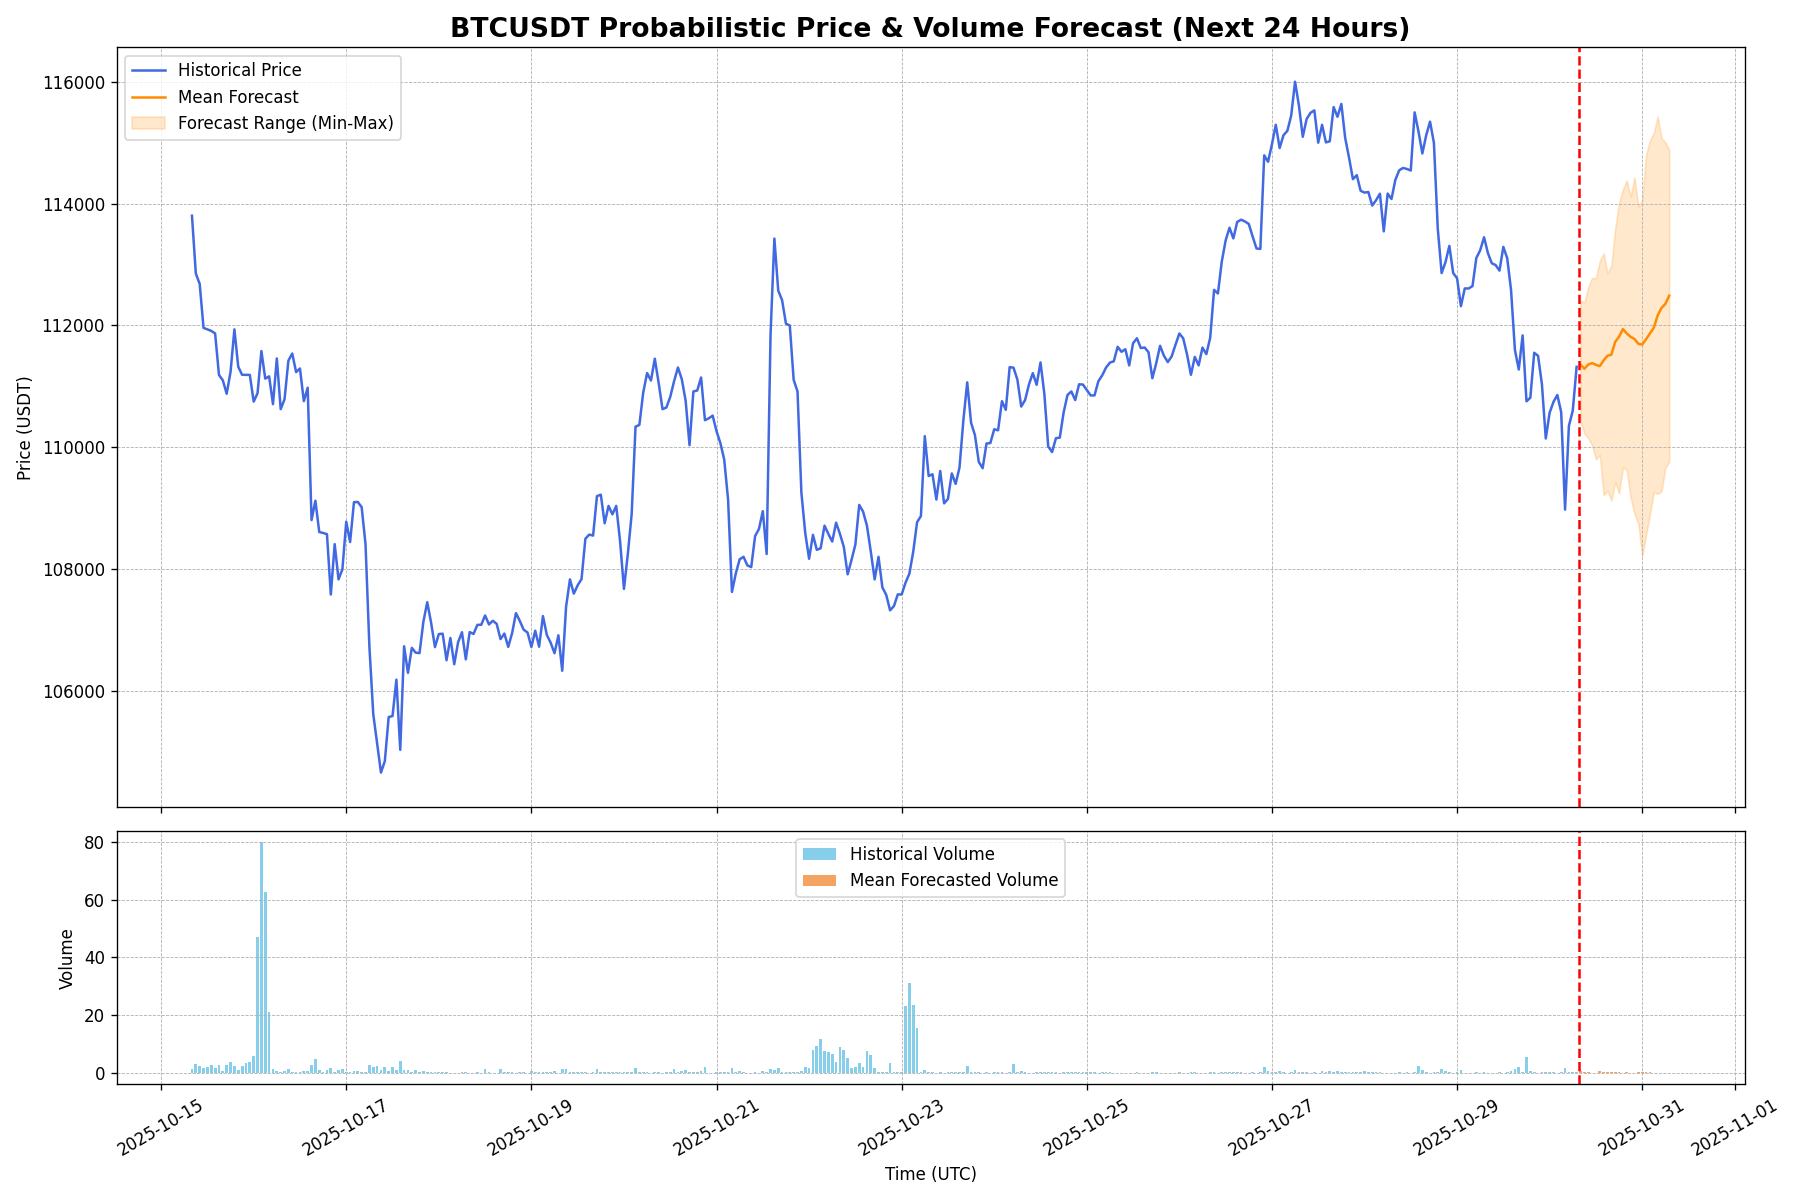 BTCUSDT Probabilistic Price & Volume Forecast (Next 24 Hours)
Historical Price
Mean Forecast
Forecast Range (Min-Max)
116000
114000
112000
110000
108000
106000
Price (USDT)
Historical Volume
Mean Forecasted Volume
80
60
40
20
0
Volume
2025-10-15
2025-10-17
2025-10-19
2025-10-21
2025-10-23
2025-10-25
2025-10-27
2025-10-29
2025-10-31
2025-11-01
Time (UTC)